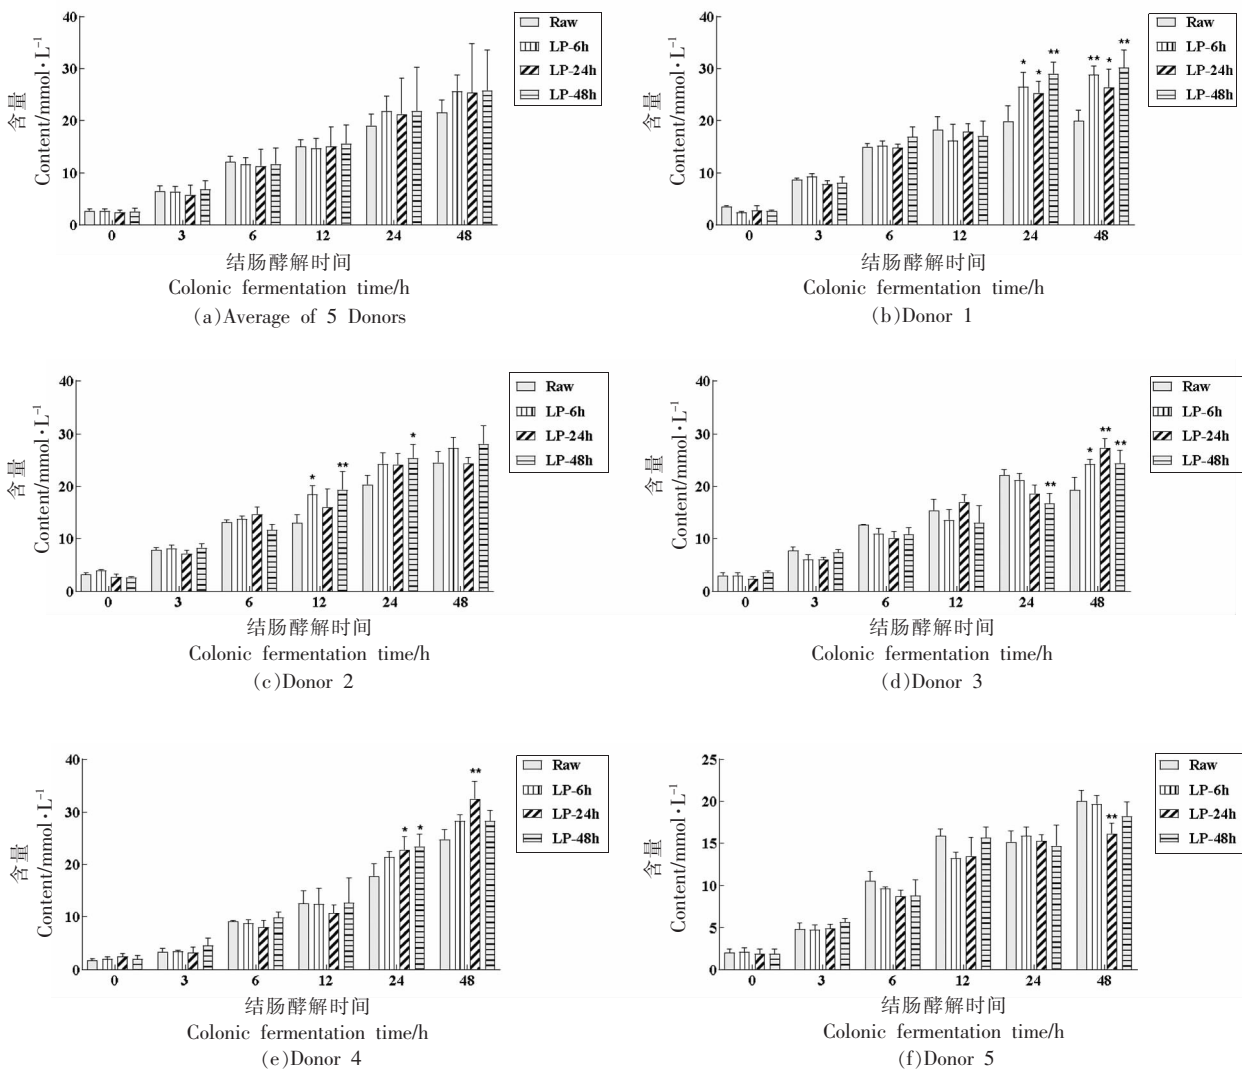 40
30
20
10
0
含量
Content/mmol·L⁻¹
Raw
LP-6h
LP-24h
LP-48h
0 3 6 12 24 48
结肠酵解时间
Colonic fermentation time/h
(a)Average of 5 Donors
40
30
20
10
0
含量
Content/mmol·L⁻¹
* * ** ** * **
Raw
LP-6h
LP-24h
LP-48h
0 3 6 12 24 48
结肠酵解时间
Colonic fermentation time/h
(b)Donor 1
40
30
20
10
0
含量
Content/mmol·L⁻¹
* ** *
Raw
LP-6h
LP-24h
LP-48h
0 3 6 12 24 48
结肠酵解时间
Colonic fermentation time/h
(c)Donor 2
40
30
20
10
0
含量
Content/mmol·L⁻¹
** * ** **
Raw
LP-6h
LP-24h
LP-48h
0 3 6 12 24 48
结肠酵解时间
Colonic fermentation time/h
(d)Donor 3
40
30
20
10
0
含量
Content/mmol·L⁻¹
* * **
Raw
LP-6h
LP-24h
LP-48h
0 3 6 12 24 48
结肠酵解时间
Colonic fermentation time/h
(e)Donor 4
25
20
15
10
5
0
含量
Content/mmol·L⁻¹
**
Raw
LP-6h
LP-24h
LP-48h
0 3 6 12 24 48
结肠酵解时间
Colonic fermentation time/h
(f)Donor 5